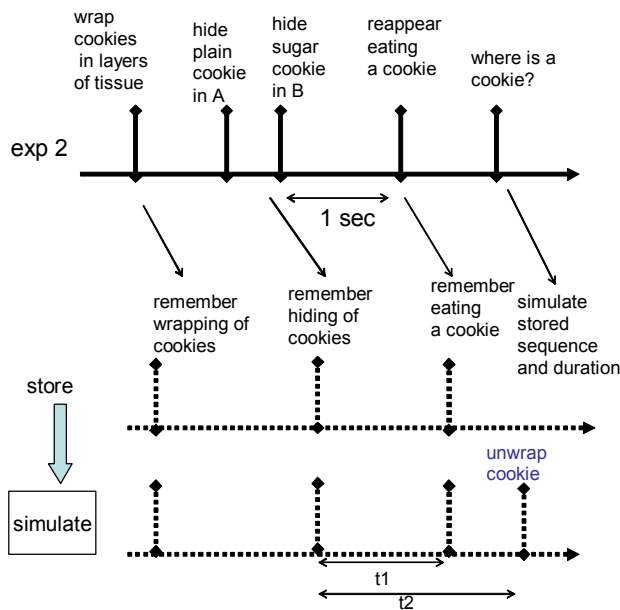 wrap
cookies
in layers
of tissue
hide
plain
cookie
in A
hide
sugar
cookie
in B
reappear
eating
a cookie
where is a
cookie?
exp 2
1 sec
remember
wrapping of
cookies
remember
hiding of
cookies
remember
eating
a cookie
simulate
stored
sequence
and duration
store
unwrap
cookie
simulate
t1
t2